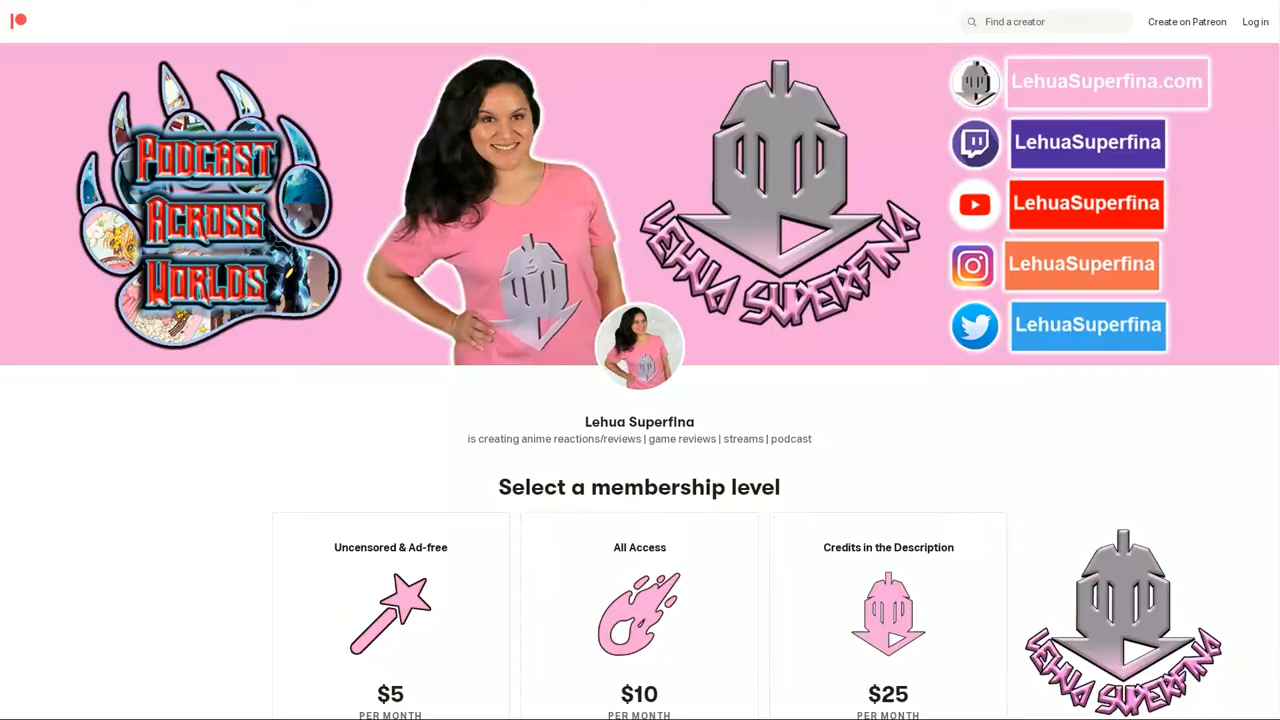 Find a creator
Create on Patreon
Log in
PODCAST
ACROSS
WORLDS
LEHUA SUPERFINA
LehuaSuperfina.com
LehuaSuperfina
LehuaSuperfina
LehuaSuperfina
LehuaSuperfina
Lehua SuperfIna
is creating anime reactions/reviews | game reviews | streams | podcast
Select a membership level
Uncensored & Ad-free
All Access
Credits in the Description
$5
$10
$25
PER MONTH
PER MONTH
PER MONTH
LEHUA SUPERFINA